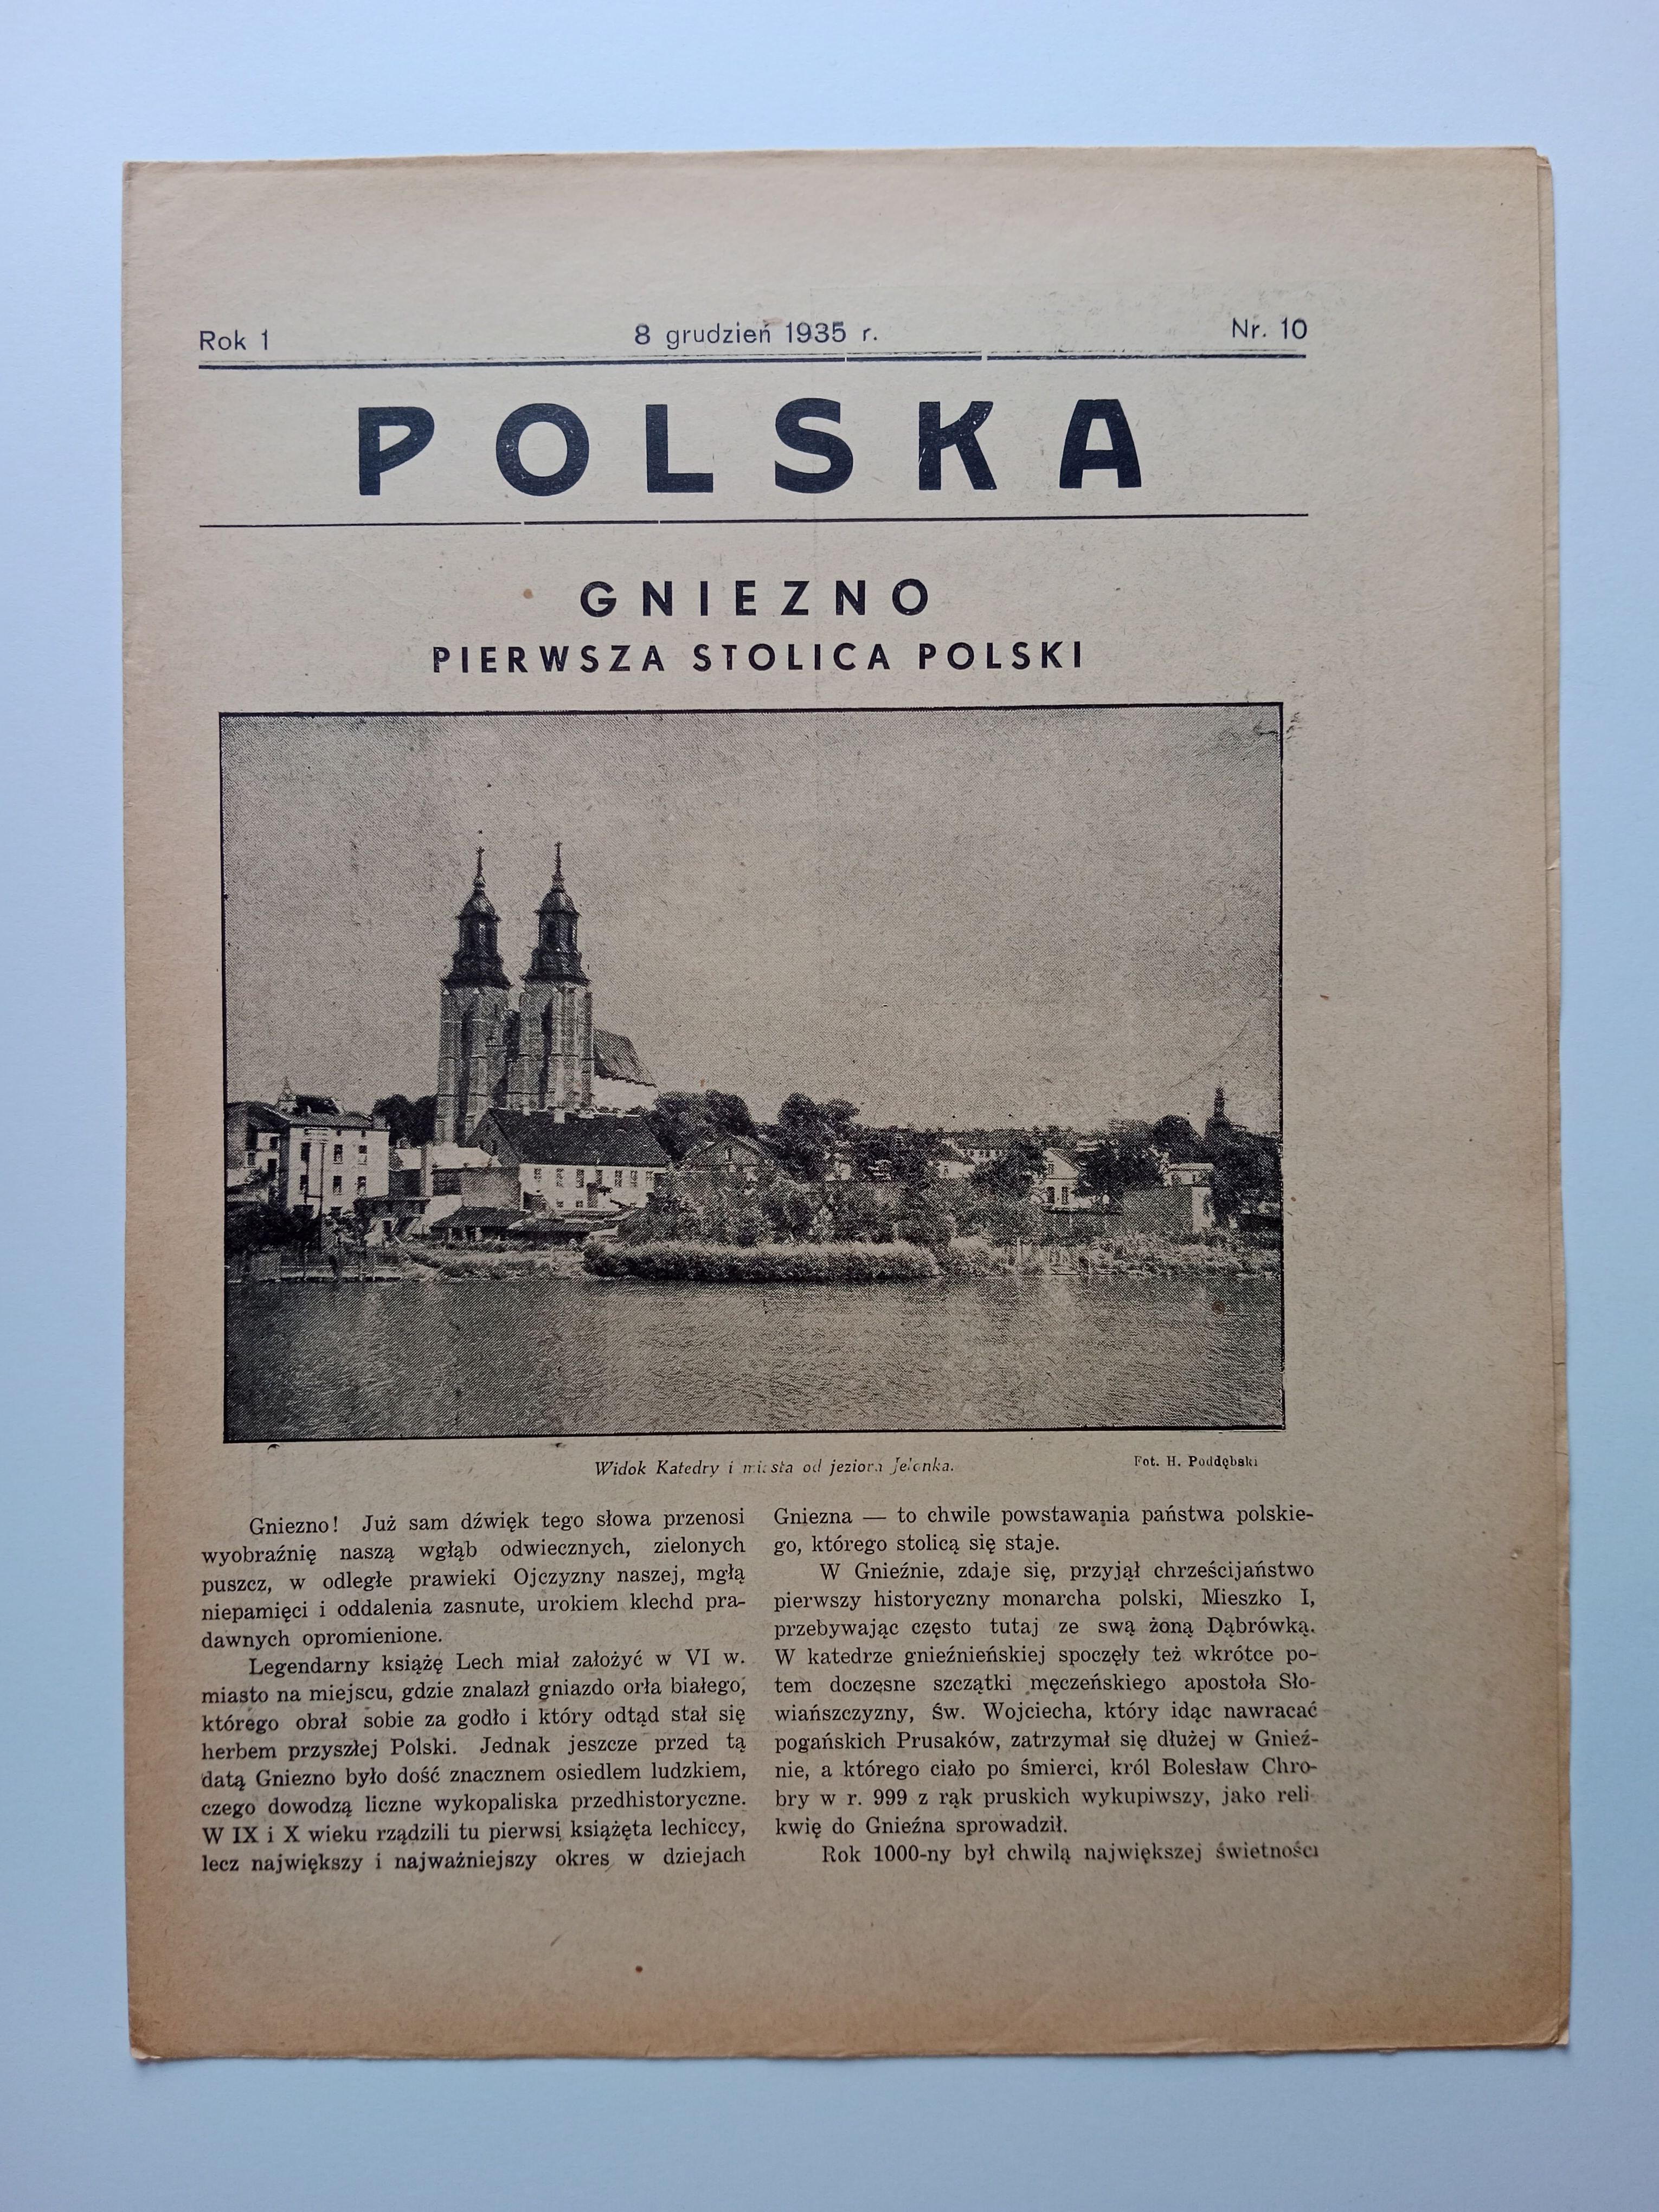 Rok 1
8 grudzień 1935 r.
Nr. 10
POLSKA
GNIEZNO
PIERWSZA STOLICA POLSKI
Widok Katedry i miasta od jeziora Jelonka.
Fot. H. Poddębski
Gniezno! Już sam dźwięk tego słowa przenosi
wyobraźnię naszą wgłąb odwiecznych, zielonych
puszcz, w odległe prawieki Ojczyzny naszej, mgłą
niepamięci i oddalenia zasnute, urokiem klechd pra-
dawnych opromienione.
Legendarny książę Lech miał założyć w VI w.
miasto na miejscu, gdzie znalazł gniazdo orła białego,
którego obrał sobie za godło i który odtąd stał się
herbem przyszłej Polski. Jednak jeszcze przed tą
datą Gniezno było dość znacznem osiedlem ludzkiem,
czego dowodzą liczne wykopaliska przedhistoryczne.
W IX i X wieku rządzili tu pierwsi książęta lechiccy,
lecz największy i najważniejszy okres w dziejach
Gniezna — to chwile powstawania państwa polskie-
go, którego stolicą się staje.
W Gnieźnie, zdaje się, przyjął chrześcijaństwo
pierwszy historyczny monarcha polski, Mieszko I,
przebywając często tutaj ze swą żoną Dąbrówką.
W katedrze gnieźnieńskiej spoczęły też wkrótce po-
tem doczesne szczątki męczeńskiego apostoła Sło-
wiańszczyzny, św. Wojciecha, który idąc nawracać
pogańskich Prusaków, zatrzymał się dłużej w Gnieź-
nie, a którego ciało po śmierci, król Bolesław Chro-
bry w r. 999 z rąk pruskich wykupiwszy, jako reli-
kwię do Gnieźna sprowadził.
Rok 1000-ny był chwilą największej świetności